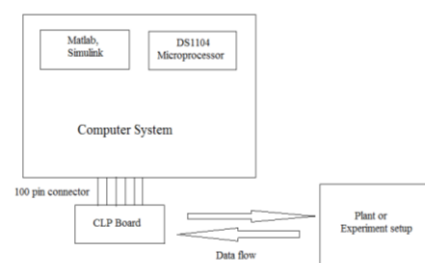 Matlab,
Simulink
DS1104
Microprocessor
Computer System
100 pin connector
CLP Board
Plant or
Experiment setup
Data flow